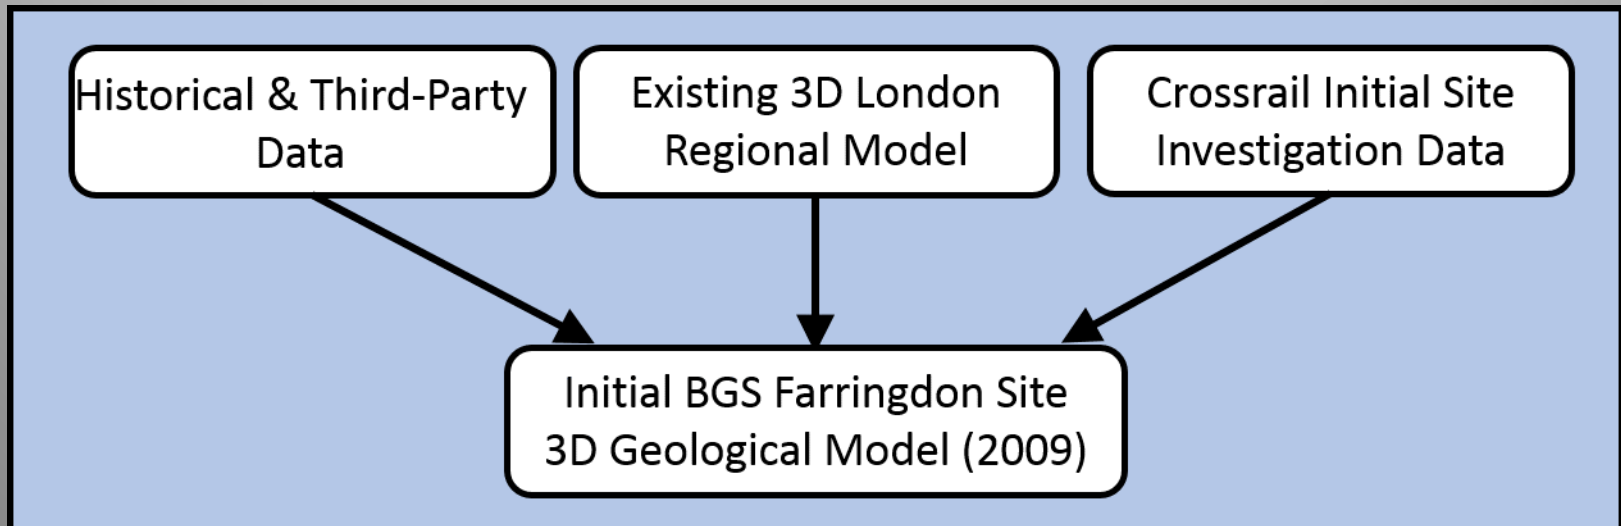 Historical & Third-Party
Data
Existing 3D London
Regional Model
Crossrail Initial Site
Investigation Data
Initial BGS Farringdon Site
3D Geological Model (2009)